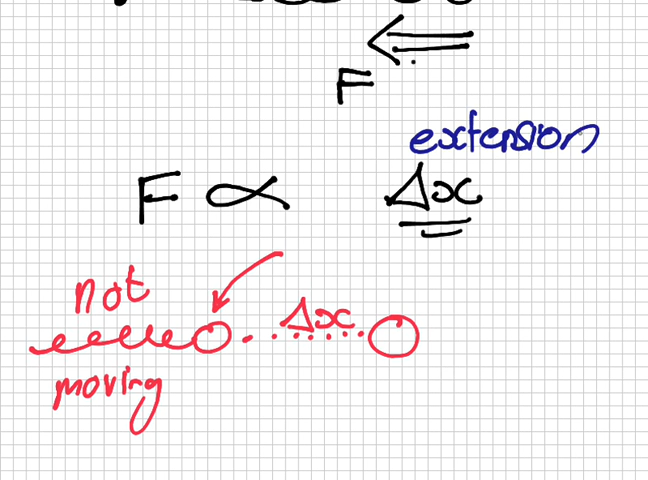 F
extension
F ∝ Δx
not
Δx
moving